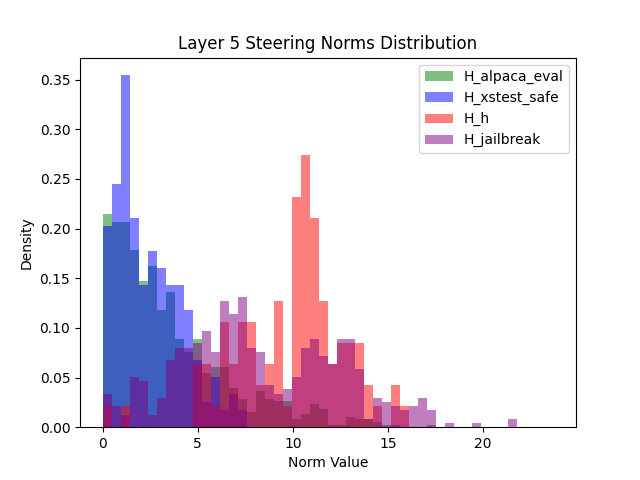 Layer 5 Steering Norms Distribution
H_alpaca_eval
H_xstest_safe
H_h
H_jailbreak
0.35
0.30
0.25
0.20
0.15
0.10
0.05
0.00
Density
0 5 10 15 20
Norm Value